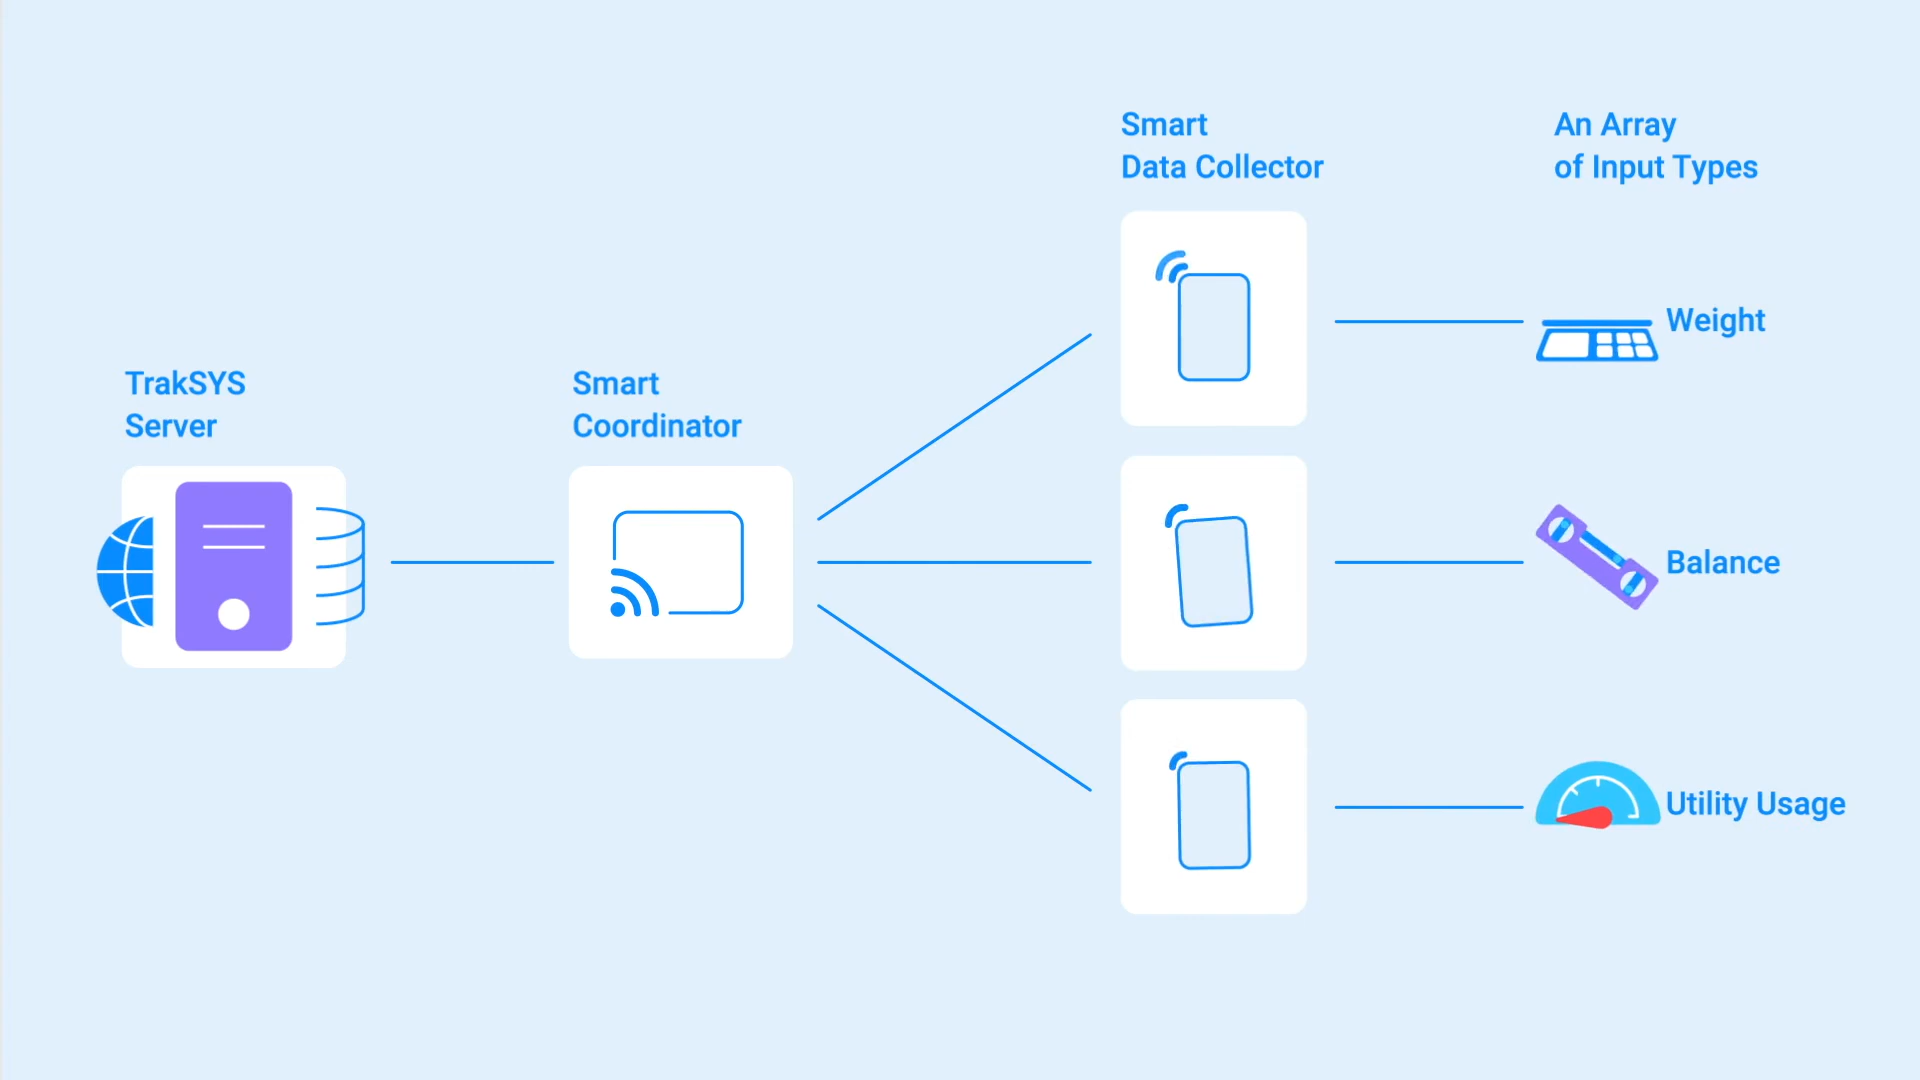 Smart
Data Collector
An Array
of Input Types
Weight
TrakSYS
Server
Smart
Coordinator
Balance
Utility Usage